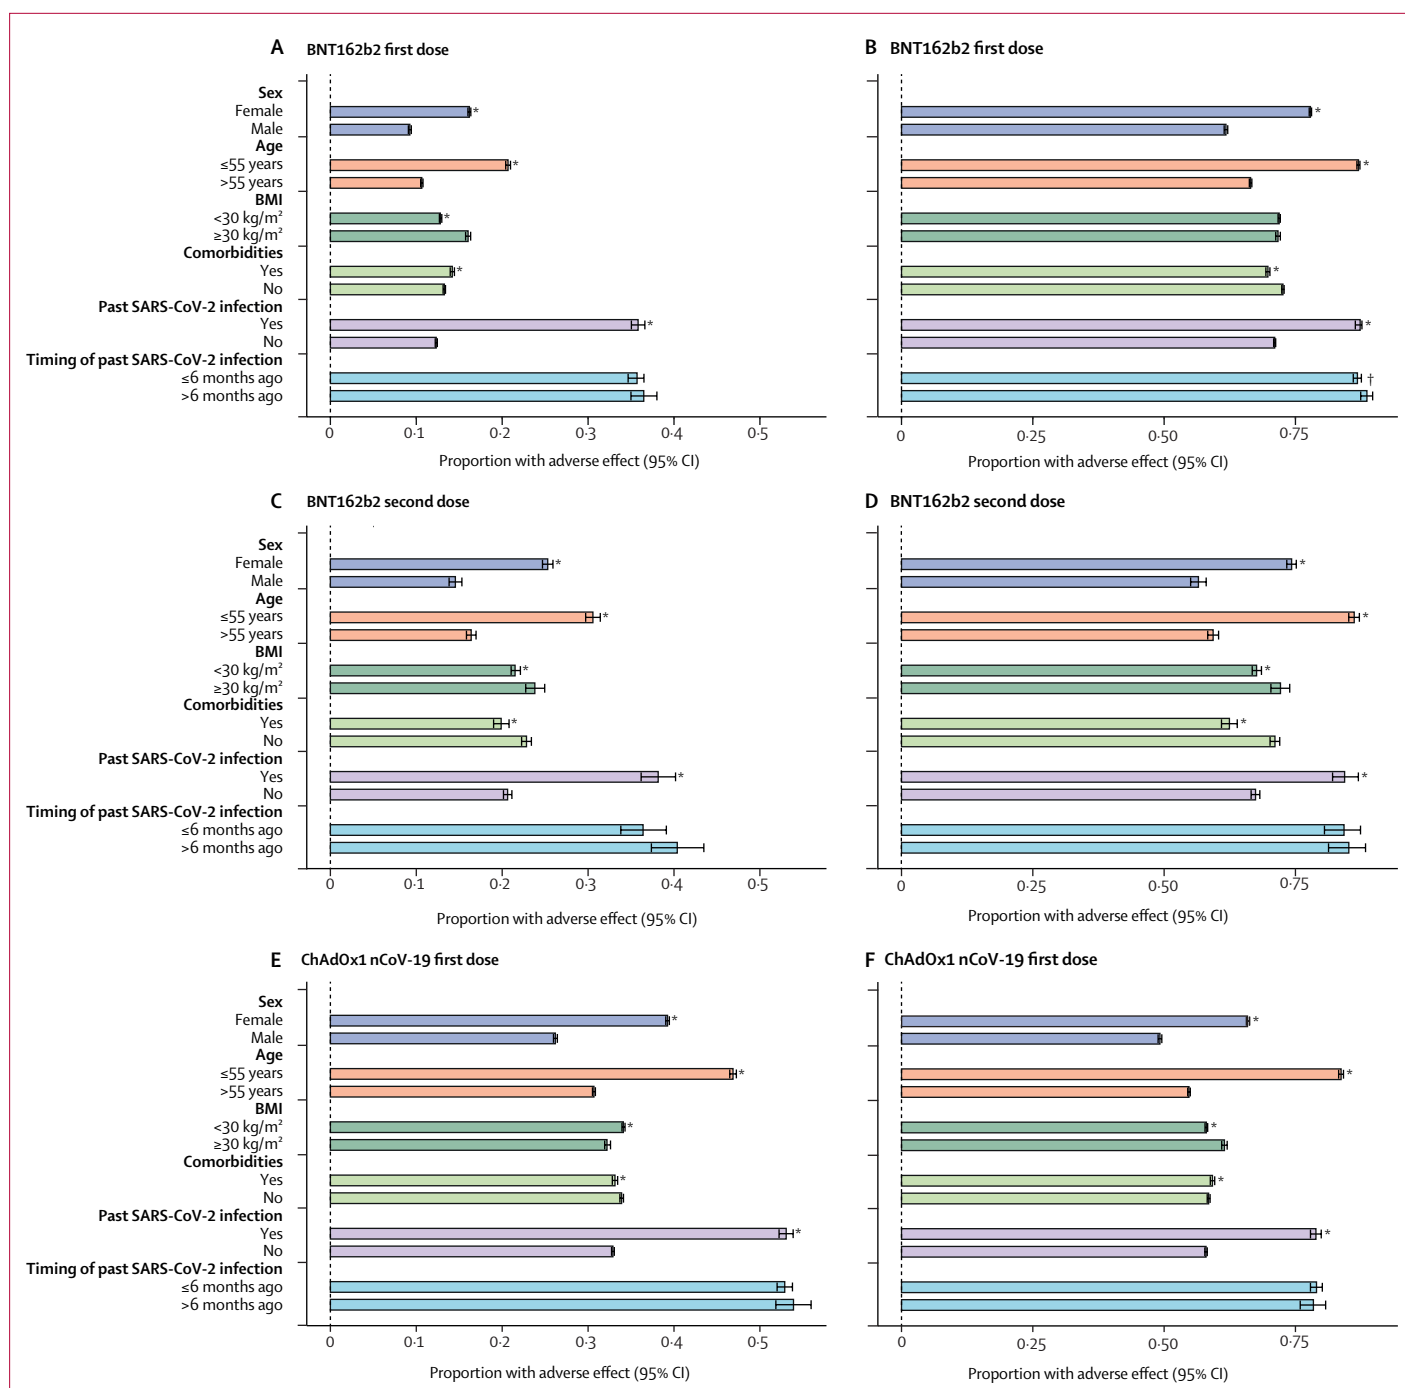 A BNT162b2 first dose
Sex
Female *
Male
Age
≤55 years *
>55 years
BMI
<30 kg/m² *
≥30 kg/m²
Comorbidities
Yes *
No
Past SARS-CoV-2 infection
Yes *
No
Timing of past SARS-CoV-2 infection
≤6 months ago
>6 months ago
0 0·1 0·2 0·3 0·4 0·5
Proportion with adverse effect (95% CI)
B BNT162b2 first dose
*
*
*
*
†
0 0·25 0·50 0·75
Proportion with adverse effect (95% CI)
C BNT162b2 second dose
Sex
Female *
Male
Age
≤55 years *
>55 years
BMI
<30 kg/m² *
≥30 kg/m²
Comorbidities
Yes *
No
Past SARS-CoV-2 infection
Yes *
No
Timing of past SARS-CoV-2 infection
≤6 months ago
>6 months ago
0 0·1 0·2 0·3 0·4 0·5
Proportion with adverse effect (95% CI)
D BNT162b2 second dose
*
*
*
*
*
0 0·25 0·50 0·75
Proportion with adverse effect (95% CI)
E ChAdOx1 nCoV-19 first dose
Sex
Female *
Male
Age
≤55 years *
>55 years
BMI
<30 kg/m² *
≥30 kg/m²
Comorbidities
Yes *
No
Past SARS-CoV-2 infection
Yes *
No
Timing of past SARS-CoV-2 infection
≤6 months ago
>6 months ago
0 0·1 0·2 0·3 0·4 0·5
Proportion with adverse effect (95% CI)
F ChAdOx1 nCoV-19 first dose
*
*
*
*
*
0 0·25 0·50 0·75
Proportion with adverse effect (95% CI)